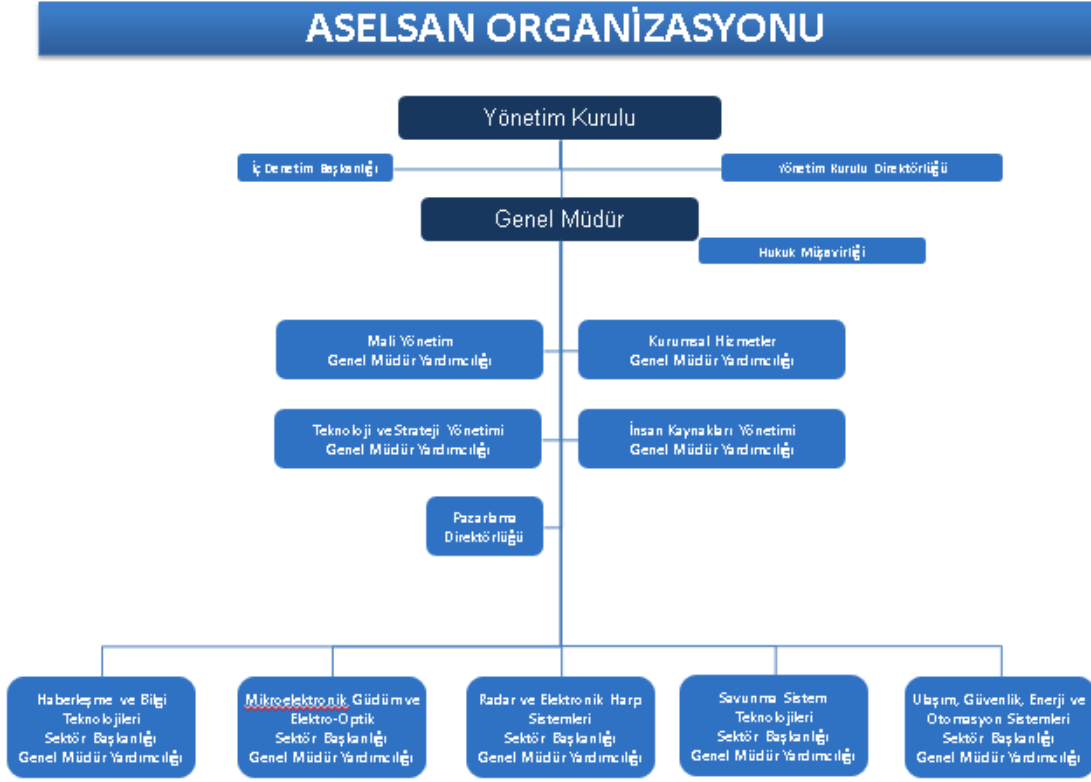 ASELSAN ORGANİZASYONU
Yönetim Kurulu
İç Denetim Başkanlığı
Yönetim Kurulu Direktörlüğü
Genel Müdür
Hukuk Müşavirliği
Mali Yönetim
Genel Müdür Yardımcılığı
Kurumsal Hizmetler
Genel Müdür Yardımcılığı
Teknoloji ve Strateji Yönetimi
Genel Müdür Yardımcılığı
İnsan Kaynakları Yönetimi
Genel Müdür Yardımcılığı
Pazarlama
Direktörlüğü
Haberleşme ve Bilgi
Teknolojileri
Sektör Başkanlığı
Genel Müdür Yardımcılığı
Mikroelektronik, Güdüm ve
Elektro-Optik
Sektör Başkanlığı
Genel Müdür Yardımcılığı
Radar ve Elektronik Harp
Sistemleri
Sektör Başkanlığı
Genel Müdür Yardımcılığı
Savunma Sistem
Teknolojileri
Sektör Başkanlığı
Genel Müdür Yardımcılığı
Ulaşım, Güvenlik, Enerji ve
Otomasyon Sistemleri
Sektör Başkanlığı
Genel Müdür Yardımcılığı